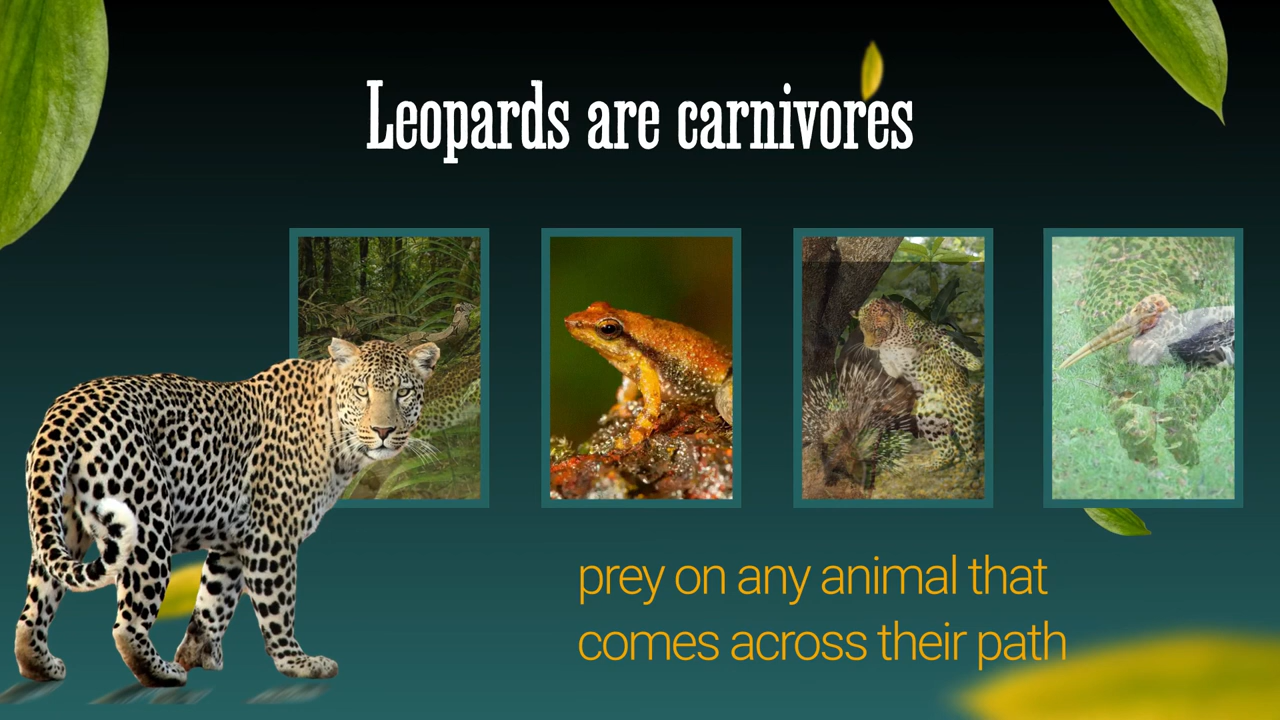 Leopards are carnivores
prey on any animal that
comes across their path